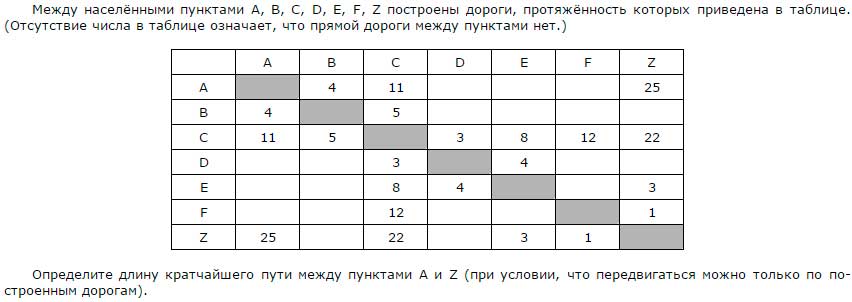 Между населёнными пунктами A, B, C, D, E, F, Z построены дороги, протяжённость которых приведена в таблице.
(Отсутствие числа в таблице означает, что прямой дороги между пунктами нет.)
A B C D E F Z
A 4 11 25
B 4 5
C 11 5 3 8 12 22
D 3 4
E 8 4 3
F 12 1
Z 25 22 3 1
Определите длину кратчайшего пути между пунктами A и Z (при условии, что передвигаться можно только по по-
строенным дорогам).